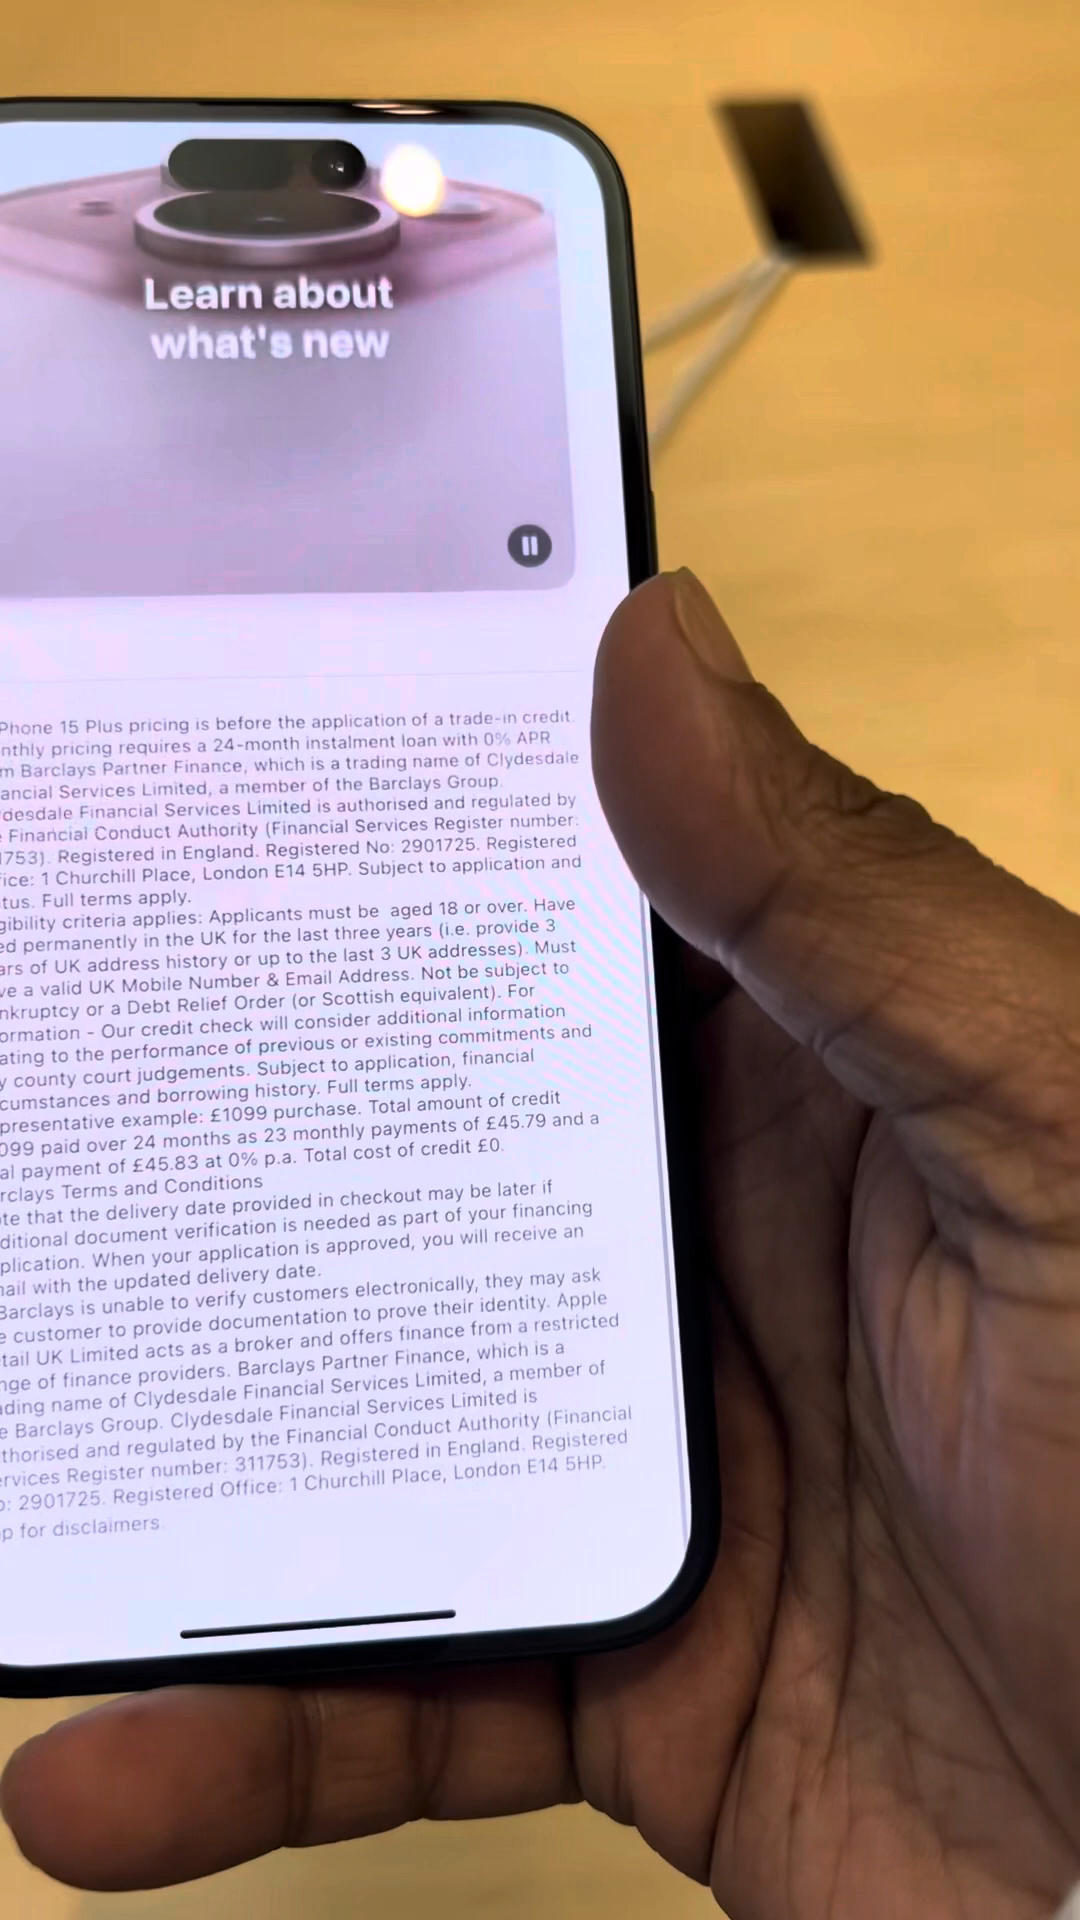 Learn about
what's new
Phone 15 Plus pricing is before the application of a trade-in credit.
nthly pricing requires a 24-month instalment loan with 0% APR
m Barclays Partner Finance, which is a trading name of Clydesdale
ancial Services Limited, a member of the Barclays Group.
desdale Financial Services Limited is authorised and regulated by
e Financial Conduct Authority (Financial Services Register number:
1753). Registered in England. Registered No: 2901725. Registered
ice: 1 Churchill Place, London E14 5HP. Subject to application and
tus. Full terms apply.
gibility criteria applies: Applicants must be aged 18 or over. Have
ed permanently in the UK for the last three years (i.e. provide 3
ars of UK address history or up to the last 3 UK addresses). Must
ve a valid UK Mobile Number & Email Address. Not be subject to
nkruptcy or a Debt Relief Order (or Scottish equivalent). For
ormation - Our credit check will consider additional information
ating to the performance of previous or existing commitments and
y county court judgements. Subject to application, financial
cumstances and borrowing history. Full terms apply.
presentative example: £1099 purchase. Total amount of credit
099 paid over 24 months as 23 monthly payments of £45.79 and a
al payment of £45.83 at 0% p.a. Total cost of credit £0.
rclays Terms and Conditions
te that the delivery date provided in checkout may be later if
ditional document verification is needed as part of your financing
plication. When your application is approved, you will receive an
nail with the updated delivery date.
Barclays is unable to verify customers electronically, they may ask
e customer to provide documentation to prove their identity. Apple
tail UK Limited acts as a broker and offers finance from a restricted
nge of finance providers. Barclays Partner Finance, which is a
ading name of Clydesdale Financial Services Limited, a member of
e Barclays Group. Clydesdale Financial Services Limited is
thorised and regulated by the Financial Conduct Authority (Financial
ervices Register number: 311753). Registered in England. Registered
o: 2901725. Registered Office: 1 Churchill Place, London E14 5HP.
p for disclaimers.